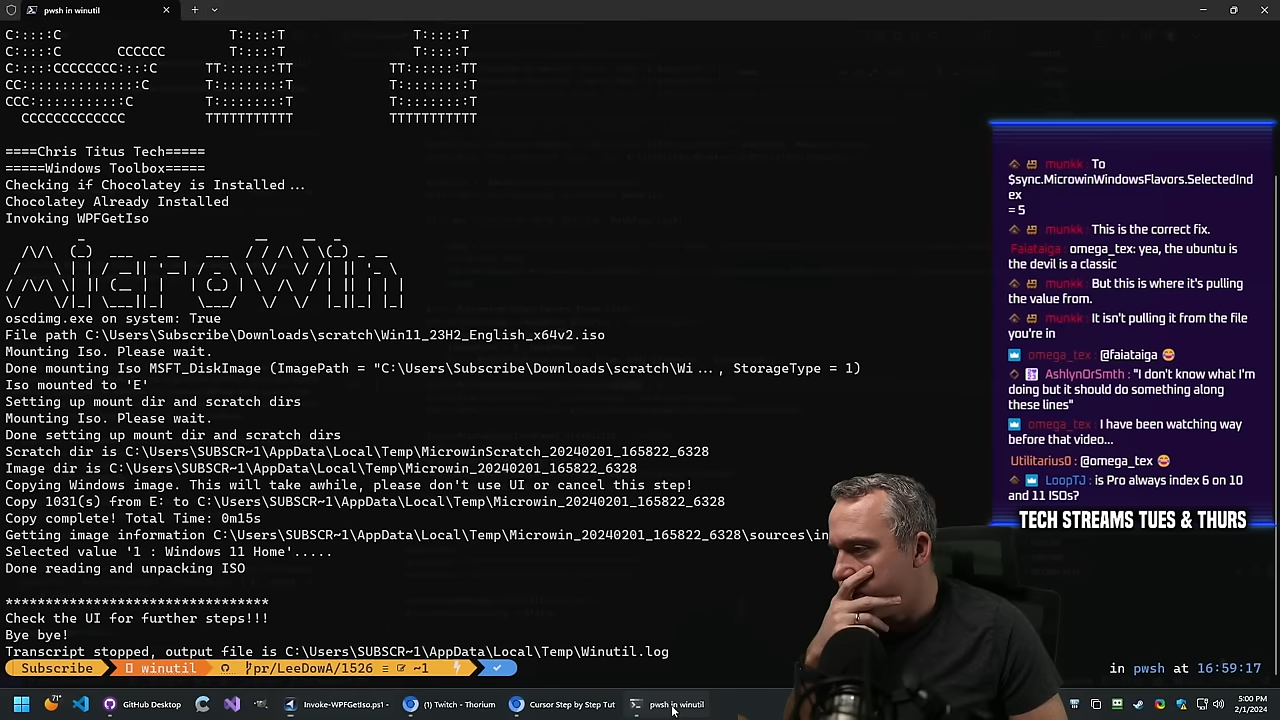 pwsh in winutil
C::::C T::::T T::::T
C::::C CCCCCC T::::T T::::T
C::::CCCCCCCC::::C TT::::::TT TT::::::TT
CC:::::::::::::::C T::::::::T T::::::::T
CCC::::::::::::C T::::::::T T::::::::T
CCCCCCCCCCCCC TTTTTTTTTTT TTTTTTTTTTT
====Chris Titus Tech=====
=====Windows Toolbox=====
Checking if Chocolatey is Installed...
Chocolatey Already Installed
Invoking WPFGetIso
oscdimg.exe on system: True
File path C:\Users\Subscribe\Downloads\scratch\Win11_23H2_English_x64v2.iso
Mounting Iso. Please wait.
Done mounting Iso MSFT_DiskImage (ImagePath = "C:\Users\Subscribe\Downloads\scratch\Wi..., StorageType = 1)
Iso mounted to 'E'
Setting up mount dir and scratch dirs
Mounting Iso. Please wait.
Done setting up mount dir and scratch dirs
Scratch dir is C:\Users\SUBSCR~1\AppData\Local\Temp\MicrowinScratch_20240201_165822_6328
Image dir is C:\Users\SUBSCR~1\AppData\Local\Temp\Microwin_20240201_165822_6328
Copying Windows image. This will take awhile, please don't use UI or cancel this step!
Copy 1031(s) from E: to C:\Users\SUBSCR~1\AppData\Local\Temp\Microwin_20240201_165822_6328
Copy complete! Total Time: 0m15s
Getting image information C:\Users\SUBSCR~1\AppData\Local\Temp\Microwin_20240201_165822_6328\sources\in
Selected value '1 : Windows 11 Home'.....
Done reading and unpacking ISO
*********************************
Check the UI for further steps!!!
Bye bye!
Transcript stopped, output file is C:\Users\SUBSCR~1\AppData\Local\Temp\Winutil.log
Subscribe winutil pr/LeeDowA/1526 ≡ ~1 in pwsh at 16:59:17
munkk: To
$sync.MicrowinWindowsFlavors.SelectedInd
ex
= 5
munkk: This is the correct fix.
Faiataiga: omega_tex: yea, the ubuntu is
the devil is a classic
munkk: But this is where it's pulling
the value from.
munkk: It isn't pulling it from the file
you're in
omega_tex: @faiataiga 😄
AshlynOrSmth: "I don't know what I'm
doing but it should do something along
these lines"
omega_tex: I have been watching way
before that video...
Utilitarius0: @omega_tex 😄
LoopTJ: is Pro always index 6 on 10
and 11 ISOs?
TECH STREAMS TUES & THURS
71°
GitHub Desktop
Invoke-WPFGetIso.ps1 -
(1) Twitch - Thorium
Cursor Step by Step Tut
pwsh in winutil
5:00 PM
2/1/2024